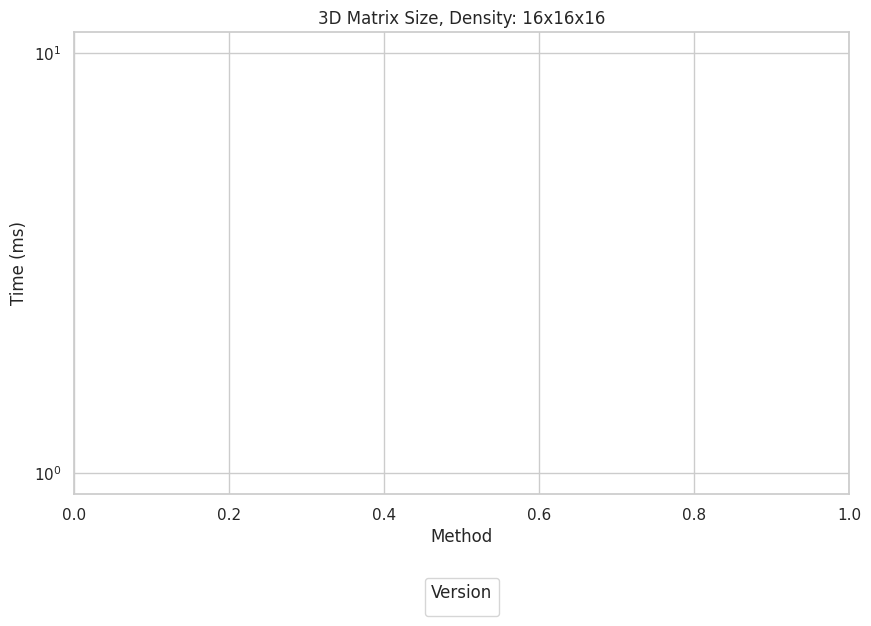 3D Matrix Size, Density: 16x16x16
10¹
Time (ms)
10⁰
0.0 0.2 0.4 0.6 0.8 1.0
Method
Version